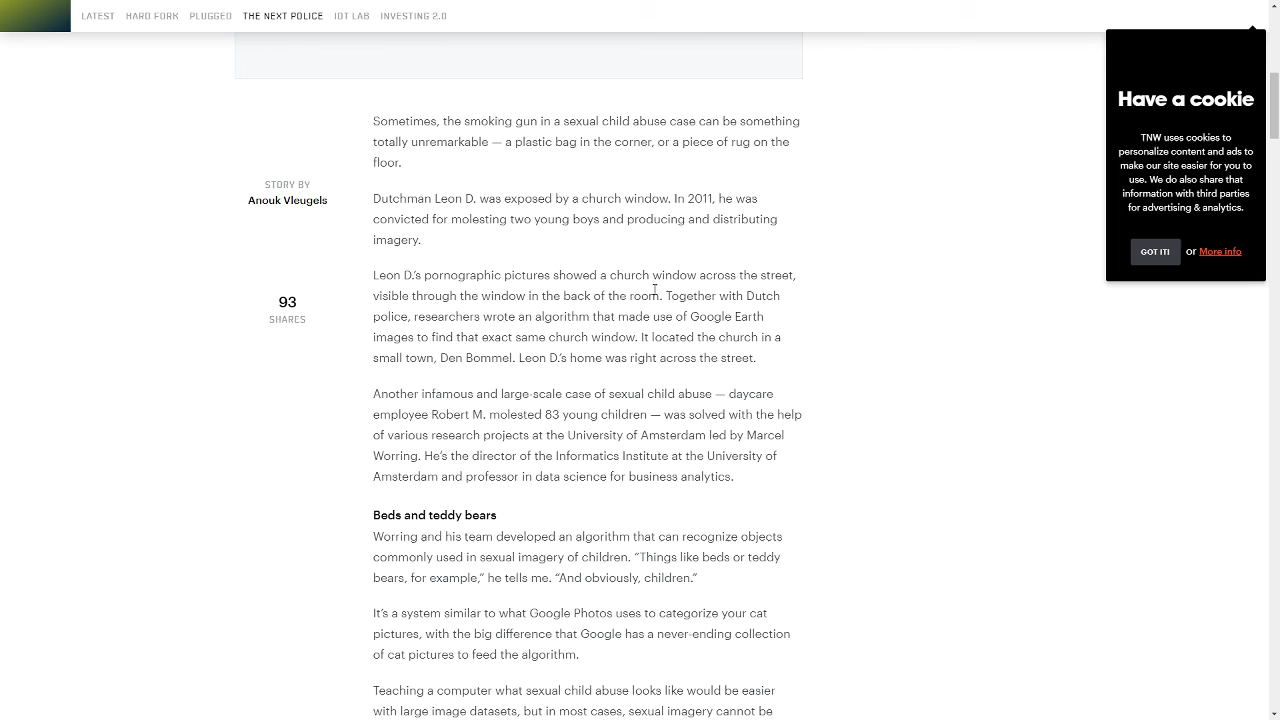 LATEST HARD FORK PLUGGED THE NEXT POLICE IOT LAB INVESTING 2.0
Sometimes, the smoking gun in a sexual child abuse case can be something
totally unremarkable — a plastic bag in the corner, or a piece of rug on the
floor.
STORY BY
Anouk Vleugels
Dutchman Leon D. was exposed by a church window. In 2011, he was
convicted for molesting two young boys and producing and distributing
imagery.
Leon D.’s pornographic pictures showed a church window across the street,
visible through the window in the back of the room. Together with Dutch
police, researchers wrote an algorithm that made use of Google Earth
images to find that exact same church window. It located the church in a
small town, Den Bommel. Leon D.’s home was right across the street.
93
SHARES
Another infamous and large-scale case of sexual child abuse — daycare
employee Robert M. molested 83 young children — was solved with the help
of various research projects at the University of Amsterdam led by Marcel
Worring. He’s the director of the Informatics Institute at the University of
Amsterdam and professor in data science for business analytics.
Beds and teddy bears
Worring and his team developed an algorithm that can recognize objects
commonly used in sexual imagery of children. “Things like beds or teddy
bears, for example,” he tells me. “And obviously, children.”
It’s a system similar to what Google Photos uses to categorize your cat
pictures, with the big difference that Google has a never-ending collection
of cat pictures to feed the algorithm.
Teaching a computer what sexual child abuse looks like would be easier
with large image datasets, but in most cases, sexual imagery cannot be
Have a cookie
TNW uses cookies to
personalize content and ads to
make our site easier for you to
use. We do also share that
information with third parties
for advertising & analytics.
GOT IT! or More info